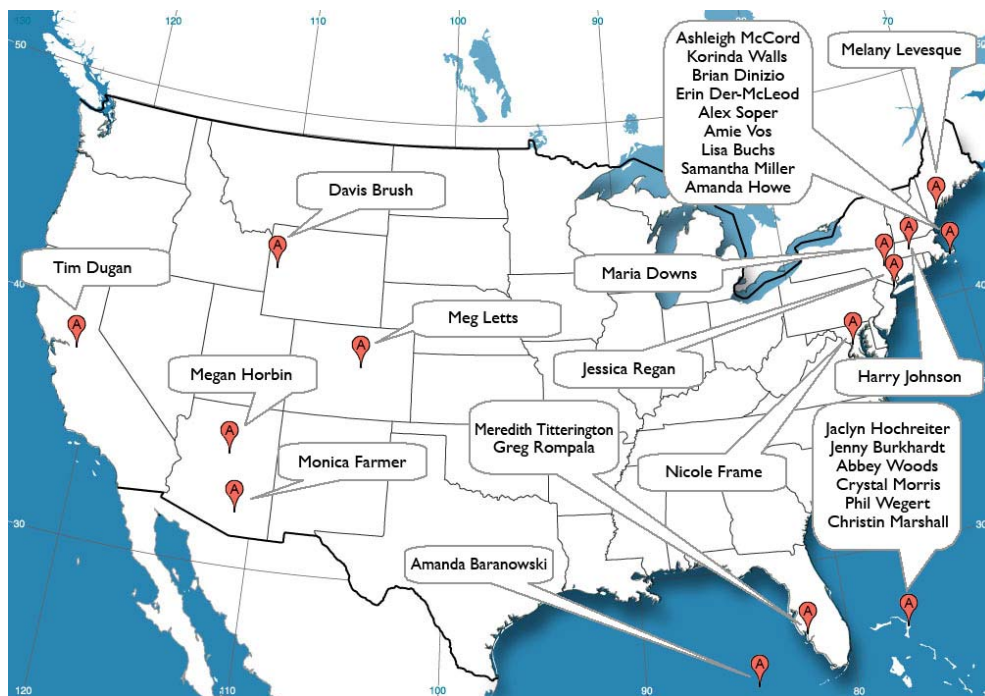 130
120
110
100
90
80
70
50
50
Ashleigh McCord
Korinda Walls
Brian Dinizio
Erin Der-McLeod
Alex Soper
Amie Vos
Lisa Buchs
Samantha Miller
Amanda Howe
Melany Levesque
A
Davis Brush
A
A
A
A
A
Tim Dugan
Maria Downs
A
40
40
A
Meg Letts
A
A
Jessica Regan
Harry Johnson
Megan Horbin
A
Meredith Titterington
Greg Rompala
Jaclyn Hochreiter
Jenny Burkhardt
Abbey Woods
Crystal Morris
Phil Wegert
Christin Marshall
Monica Farmer
Nicole Frame
A
30
30
Amanda Baranowski
A
A
A
120
110
100
90
80